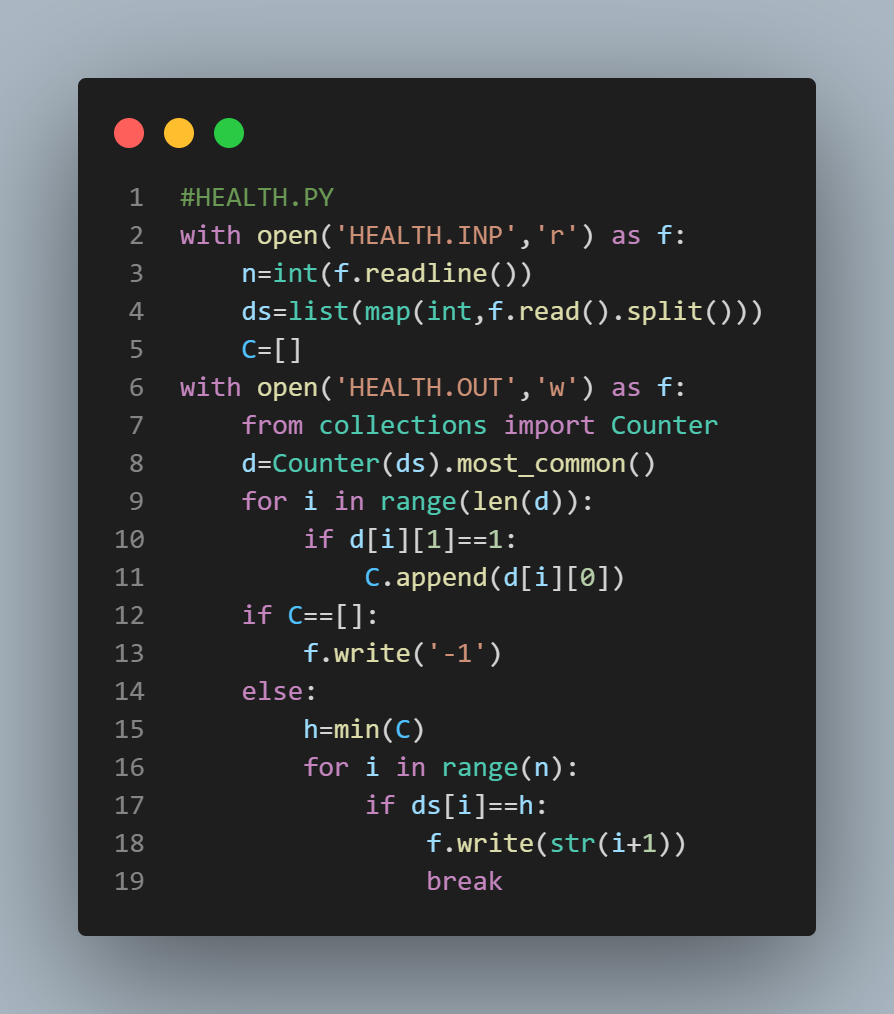 1 #HEALTH.PY
2 with open('HEALTH.INP','r') as f:
3     n=int(f.readline())
4     ds=list(map(int,f.read().split()))
5     C=[]
6 with open('HEALTH.OUT','w') as f:
7     from collections import Counter
8     d=Counter(ds).most_common()
9     for i in range(len(d)):
10         if d[i][1]==1:
11             C.append(d[i][0])
12     if C==[]:
13         f.write('-1')
14     else:
15         h=min(C)
16         for i in range(n):
17             if ds[i]==h:
18                 f.write(str(i+1))
19                 break